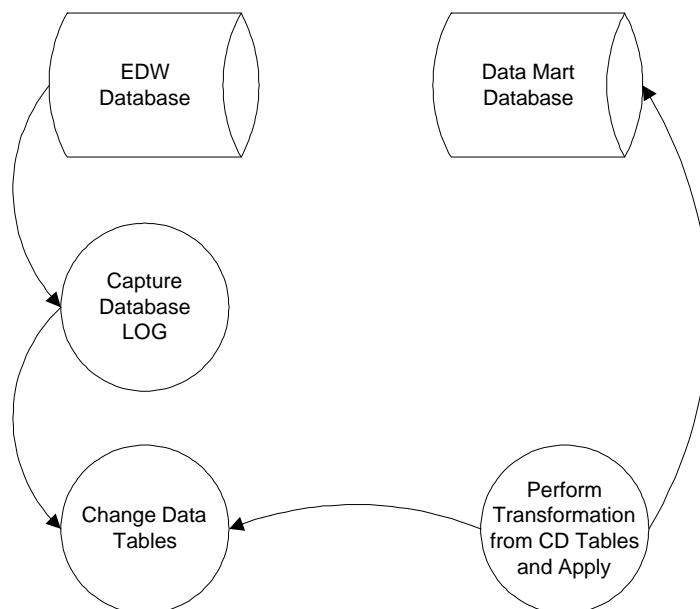 EDW
Database
Data Mart
Database
Capture
Database
LOG
Change Data
Tables
Perform
Transformation
from CD Tables
and Apply